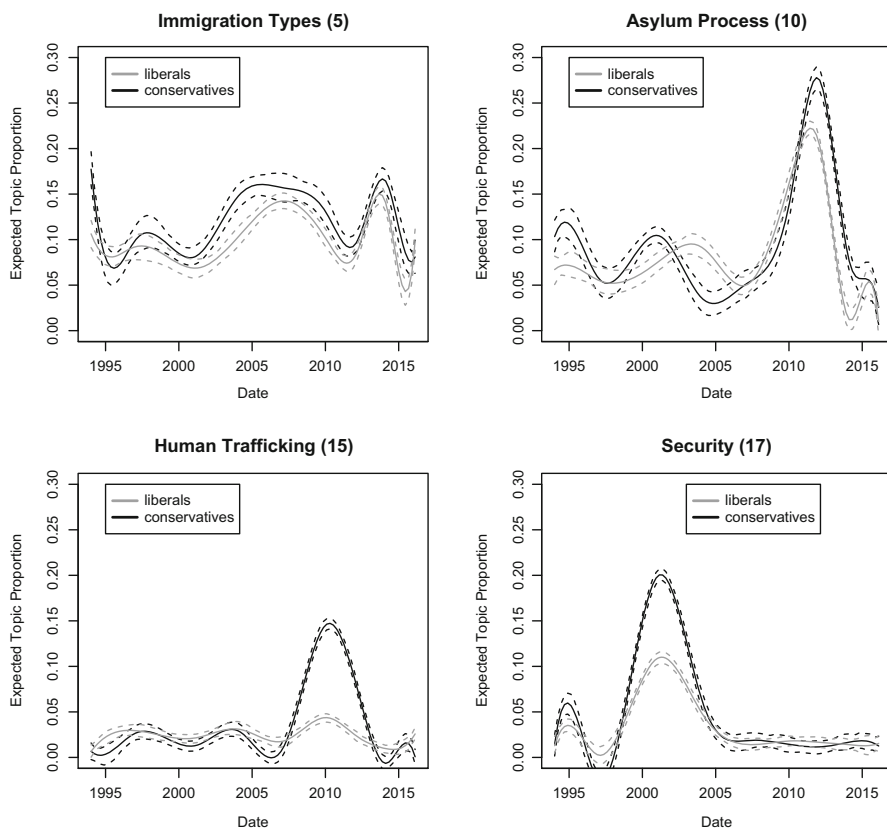 Immigration Types (5)
Expected Topic Proportion
0.30
0.25
0.20
0.15
0.10
0.05
0.00
liberals
conservatives
1995
2000
2005
2010
2015
Date
Asylum Process (10)
Expected Topic Proportion
0.30
0.25
0.20
0.15
0.10
0.05
0.00
liberals
conservatives
1995
2000
2005
2010
2015
Date
Human Trafficking (15)
Expected Topic Proportion
0.30
0.25
0.20
0.15
0.10
0.05
0.00
liberals
conservatives
1995
2000
2005
2010
2015
Date
Security (17)
Expected Topic Proportion
0.30
0.25
0.20
0.15
0.10
0.05
0.00
liberals
conservatives
1995
2000
2005
2010
2015
Date